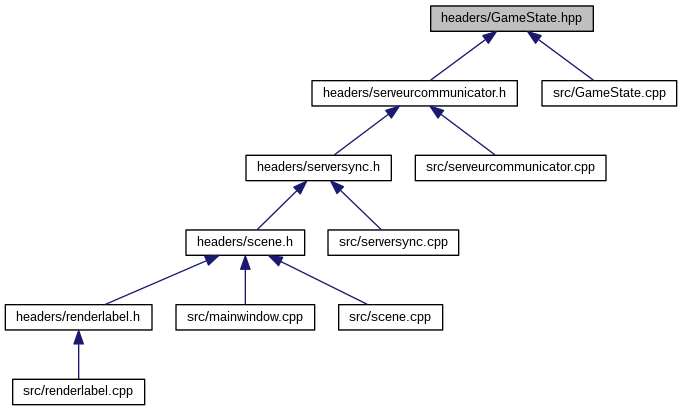 headers/GameState.hpp
headers/serveurcommunicator.h
src/GameState.cpp
headers/serversync.h
src/serveurcommunicator.cpp
headers/scene.h
src/serversync.cpp
headers/renderlabel.h
src/mainwindow.cpp
src/scene.cpp
src/renderlabel.cpp